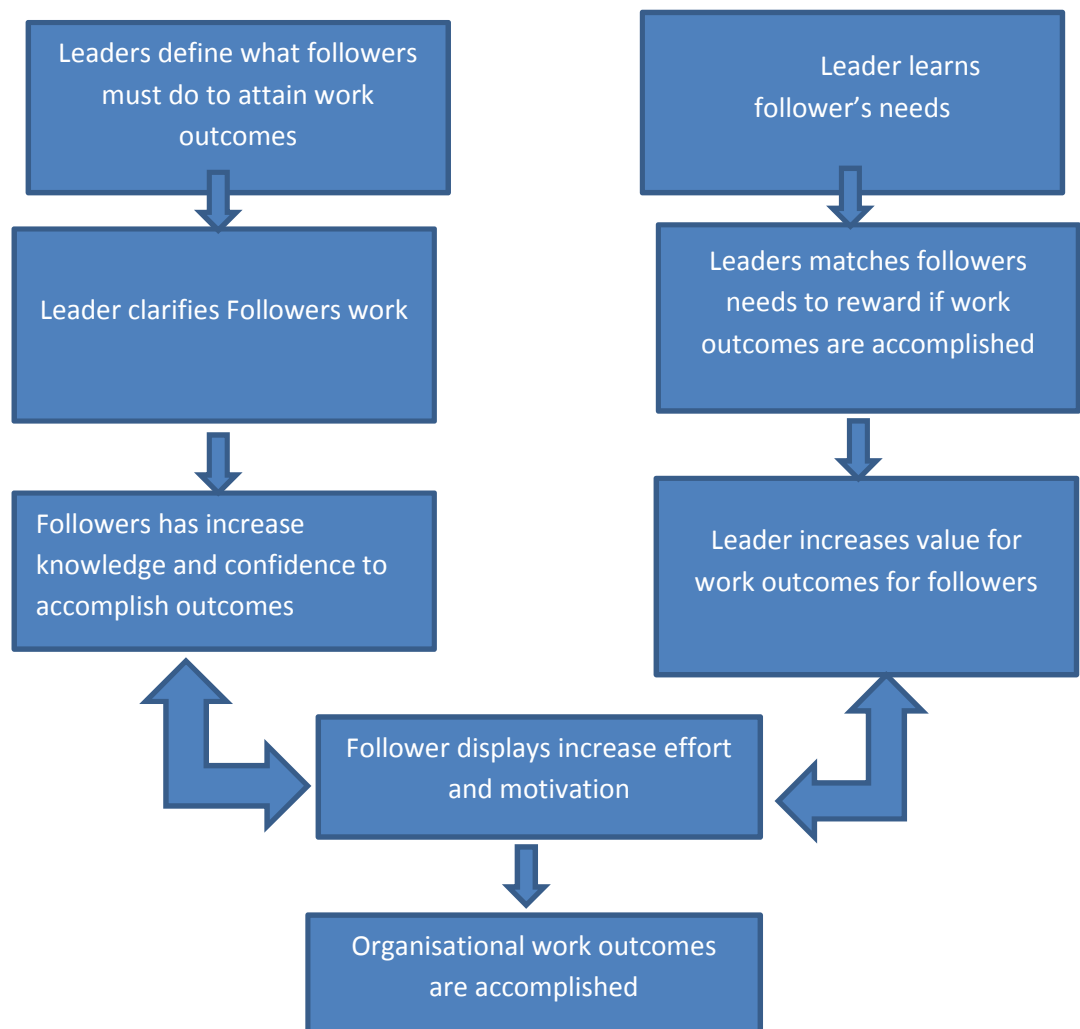 Leaders define what followers
must do to attain work
outcomes
Leader learns
follower’s needs
Leader clarifies Followers work
Leaders matches followers
needs to reward if work
outcomes are accomplished
Followers has increase
knowledge and confidence to
accomplish outcomes
Leader increases value for
work outcomes for followers
Follower displays increase effort
and motivation
Organisational work outcomes
are accomplished